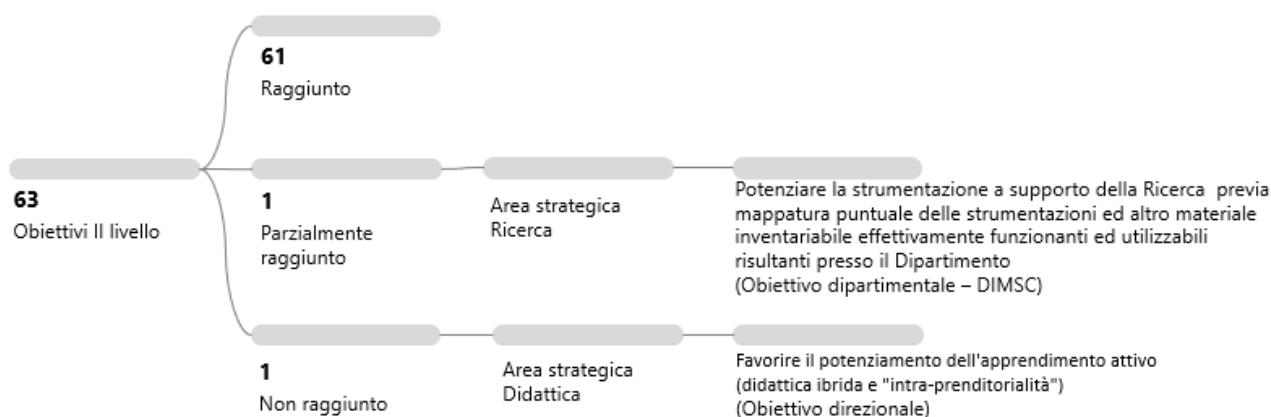 61
Raggiunto
63
Obiettivi II livello
1
Parzialmente
raggiunto
Area strategica
Ricerca
Potenziare la strumentazione a supporto della Ricerca previa
mappatura puntuale delle strumentazioni ed altro materiale
inventariabile effettivamente funzionanti ed utilizzabili
risultanti presso il Dipartimento
(Obiettivo dipartimentale – DIMSC)
1
Non raggiunto
Area strategica
Didattica
Favorire il potenziamento dell'apprendimento attivo
(didattica ibrida e "intra-prenditorialità")
(Obiettivo direzionale)